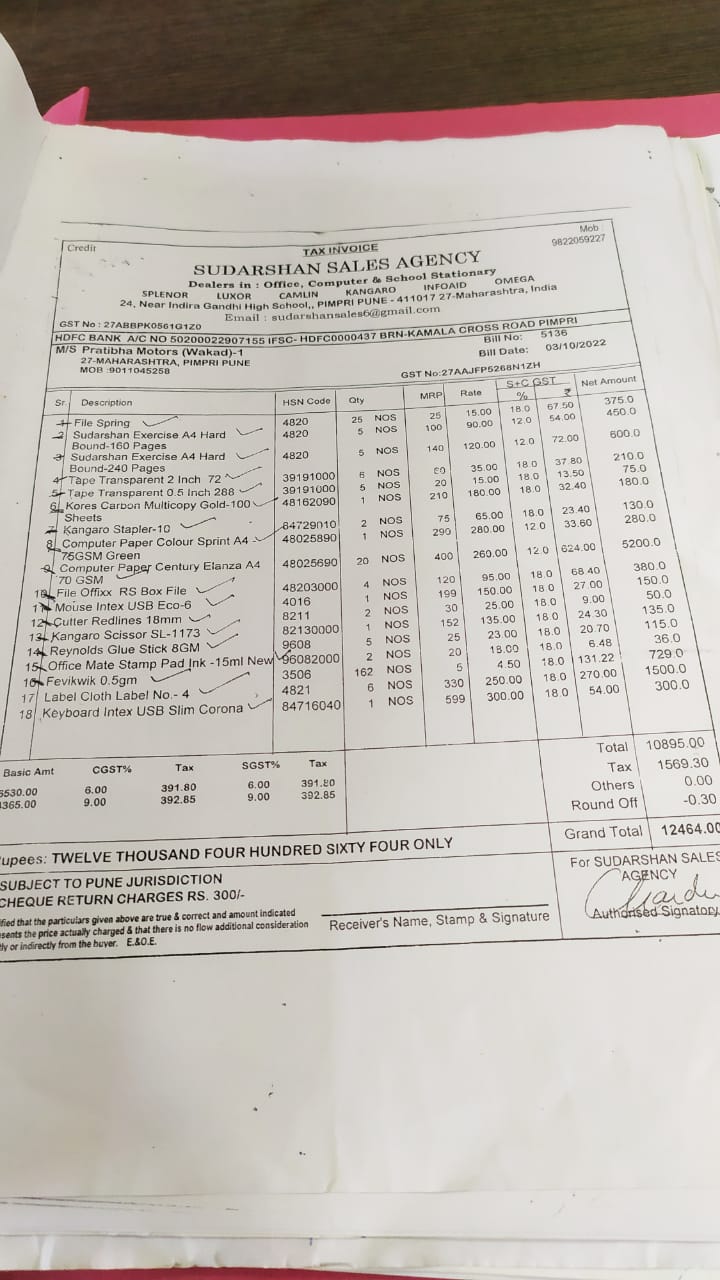 Credit
TAX INVOICE
Mob
9822059227
SUDARSHAN SALES AGENCY
Dealers in : Office, Computer & School Stationary
SPLENOR LUXOR CAMLIN KANGARO INFOAID OMEGA
24, Near Indira Gandhi High School,, PIMPRI PUNE - 411017 27-Maharashtra, India
Email : sudarshansales6@gmail.com
GST No : 27ABBPK0561G1Z0
HDFC BANK A/C NO 50200022907155 IFSC- HDFC0000437 BRN-KAMALA CROSS ROAD PIMPRI
M/S Pratibha Motors (Wakad)-1
Bill No: 5136
27-MAHARASHTRA, PIMPRI PUNE
Bill Date: 03/10/2022
MOB :9011045258
GST No:27AAJFP5268N1ZH
Sr. Description HSN Code Qty MRP Rate S+C GST % ₹ Net Amount
1 File Spring 4820 25 NOS 25 15.00 18.0 67.50 375.0
2 Sudarshan Exercise A4 Hard 4820 5 NOS 100 90.00 12.0 54.00 450.0
Bound-160 Pages
3 Sudarshan Exercise A4 Hard 4820 5 NOS 140 120.00 12.0 72.00 600.0
Bound-240 Pages
4 Tape Transparent 2 Inch 72 39191000 6 NOS 60 35.00 18.0 37.80 210.0
5 Tape Transparent 0.5 Inch 288 39191000 5 NOS 20 15.00 18.0 13.50 75.0
6 Kores Carbon Multicopy Gold-100 48162090 1 NOS 210 180.00 18.0 32.40 180.0
Sheets
7 Kangaro Stapler-10 84729010 2 NOS 75 65.00 18.0 23.40 130.0
8 Computer Paper Colour Sprint A4 48025890 1 NOS 290 280.00 12.0 33.60 280.0
75GSM Green
9 Computer Paper Century Elanza A4 48025690 20 NOS 400 260.00 12.0 624.00 5200.0
70 GSM
10 File Offixx RS Box File 48203000 4 NOS 120 95.00 18.0 68.40 380.0
11 Mouse Intex USB Eco-6 4016 1 NOS 199 150.00 18.0 27.00 150.0
12 Cutter Redlines 18mm 8211 2 NOS 30 25.00 18.0 9.00 50.0
13 Kangaro Scissor SL-1173 82130000 1 NOS 152 135.00 18.0 24.30 135.0
14 Reynolds Glue Stick 8GM 9608 5 NOS 25 23.00 18.0 20.70 115.0
15 Office Mate Stamp Pad Ink -15ml New 96082000 2 NOS 20 18.00 18.0 6.48 36.0
16 Fevikwik 0.5gm 3506 162 NOS 5 4.50 18.0 131.22 729.0
17 Label Cloth Label No.- 4 4821 6 NOS 330 250.00 18.0 270.00 1500.0
18 Keyboard Intex USB Slim Corona 84716040 1 NOS 599 300.00 18.0 54.00 300.0
Basic Amt CGST% Tax SGST% Tax
6530.00 6.00 391.80 6.00 391.80
4365.00 9.00 392.85 9.00 392.85
Total 10895.00
Tax 1569.30
Others 0.00
Round Off -0.30
Grand Total 12464.00
upees: TWELVE THOUSAND FOUR HUNDRED SIXTY FOUR ONLY
SUBJECT TO PUNE JURISDICTION
CHEQUE RETURN CHARGES RS. 300/-
ified that the particulars given above are true & correct and amount indicated
sents the price actually charged & that there is no flow additional consideration
tly or indirectly from the buyer. E.&O.E.
Receiver's Name, Stamp & Signature
For SUDARSHAN SALES
AGENCY
Authorised Signatory